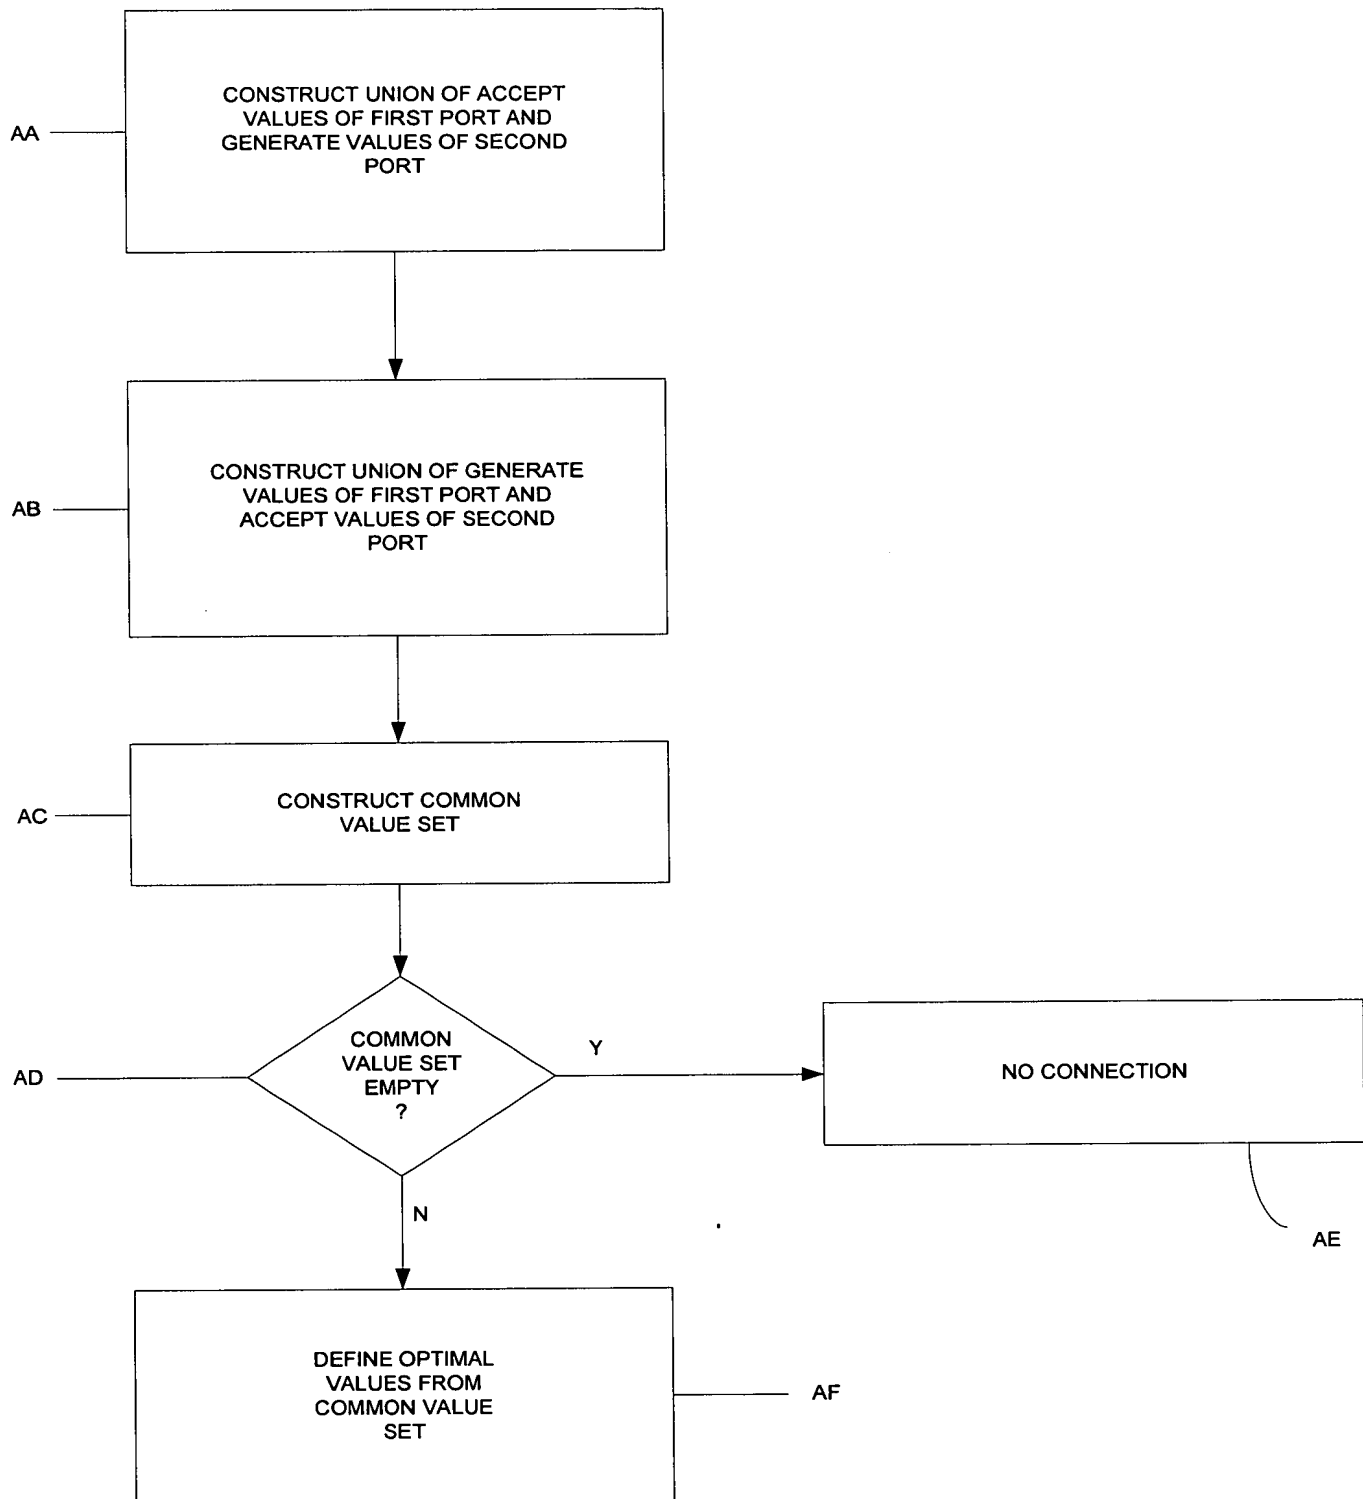 CONSTRUCT UNION OF ACCEPT
VALUES OF FIRST PORT AND
GENERATE VALUES OF SECOND
PORT
AA
CONSTRUCT UNION OF GENERATE
VALUES OF FIRST PORT AND
ACCEPT VALUES OF SECOND
PORT
AB
CONSTRUCT COMMON
VALUE SET
AC
COMMON
VALUE SET
EMPTY
?
AD
Y
NO CONNECTION
AE
N
DEFINE OPTIMAL
VALUES FROM
COMMON VALUE
SET
AF